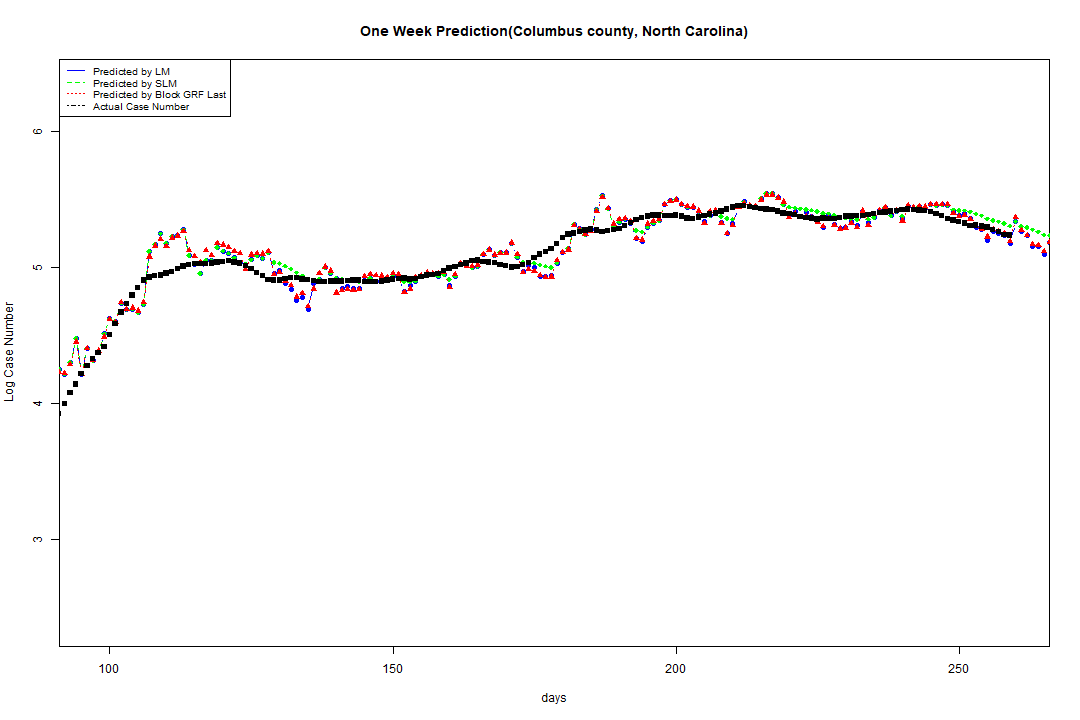 One Week Prediction(Columbus county, North Carolina)
Predicted by LM
Predicted by SLM
Predicted by Block GRF Last
Actual Case Number
6
5
4
3
Log Case Number
100 150 200 250
days